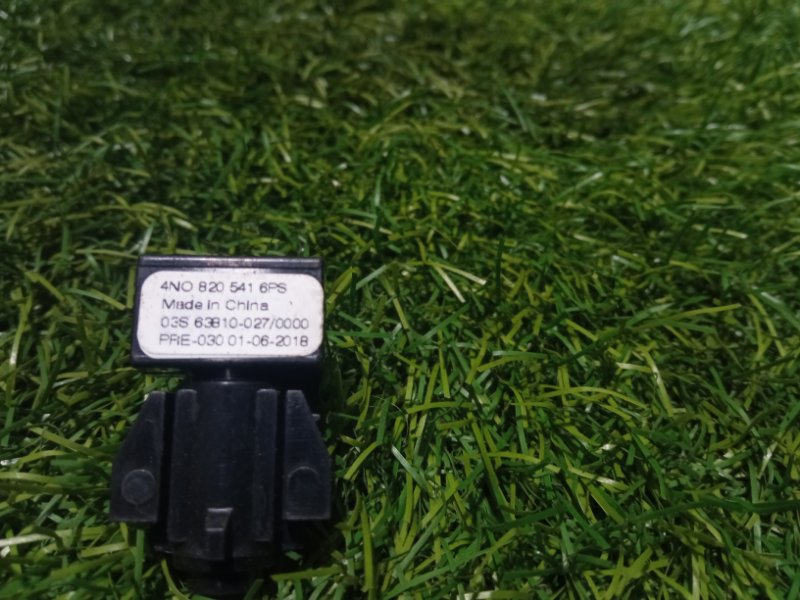 4N0 820 541 6PS
Made in China
03S 63810-027/0000
PRE-030 01-06-2018